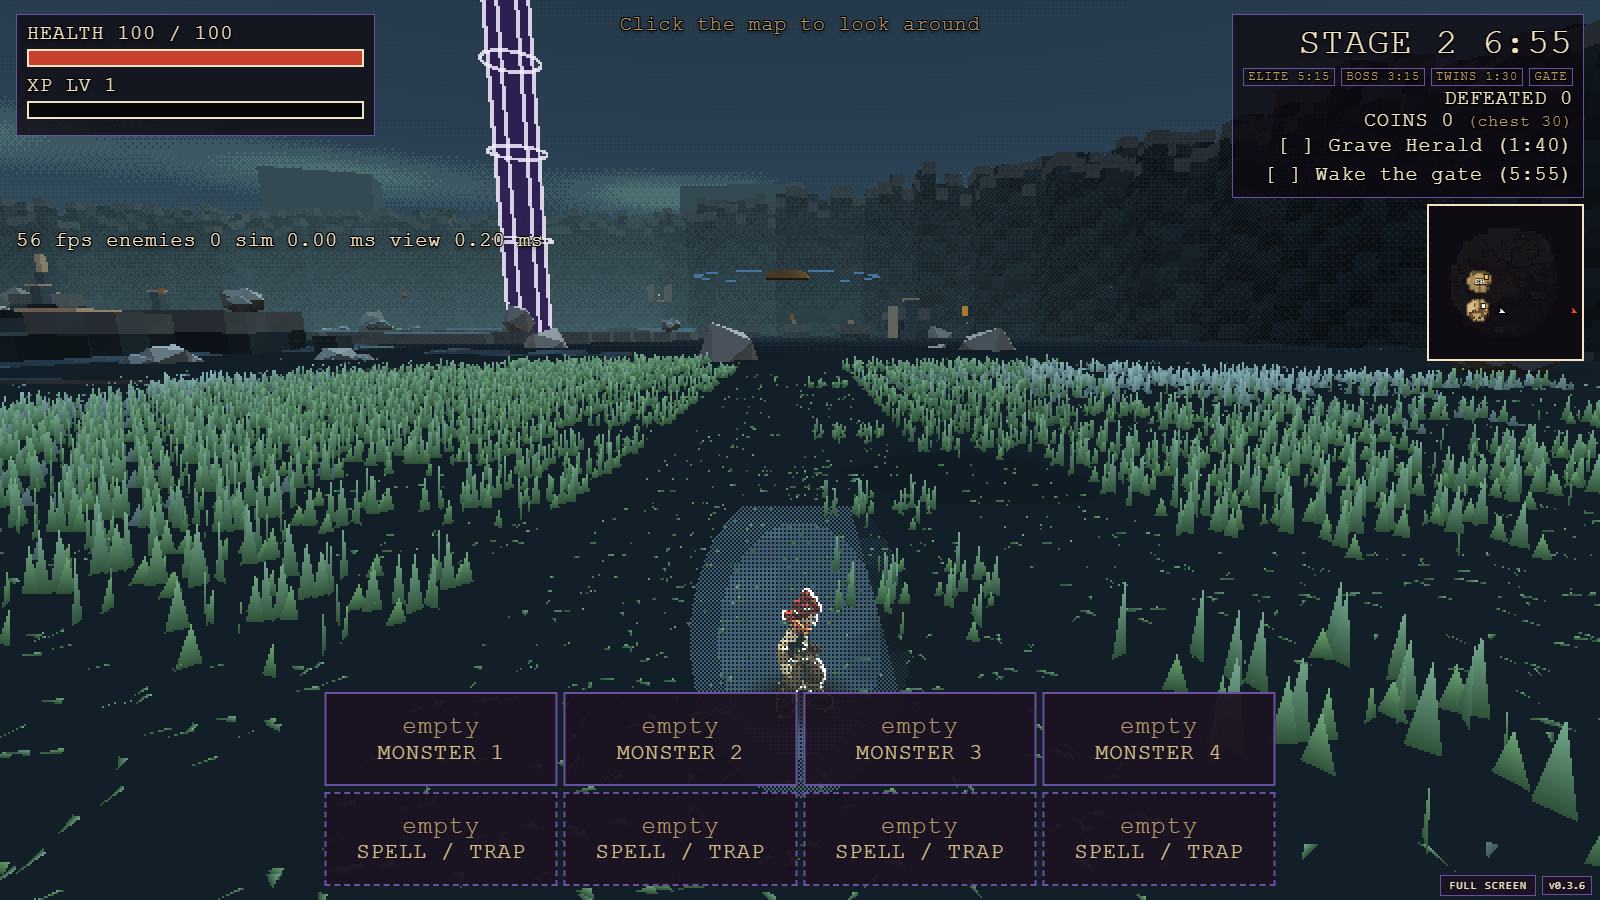 HEALTH 100 / 100
XP LV 1
Click the map to look around
STAGE 2 6:55
ELITE 5:15 BOSS 3:15 TWINS 1:30 GATE
DEFEATED 0
COINS 0 (chest 30)
[ ] Grave Herald (1:40)
[ ] Wake the gate (5:55)
56 fps enemies 0 sim 0.00 ms view 0.20 ms
empty
MONSTER 1
empty
MONSTER 2
empty
MONSTER 3
empty
MONSTER 4
empty
SPELL / TRAP
empty
SPELL / TRAP
empty
SPELL / TRAP
empty
SPELL / TRAP
FULL SCREEN
v0.3.6